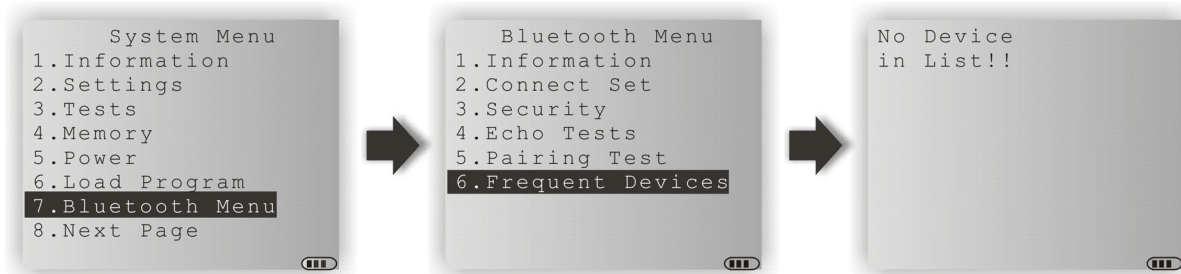 System Menu
1.Information
2.Settings
3.Tests
4.Memory
5.Power
6.Load Program
7.Bluetooth Menu
8.Next Page
Bluetooth Menu
1.Information
2.Connect Set
3.Security
4.Echo Tests
5.Pairing Test
6.Frequent Devices
No Device
in List!!